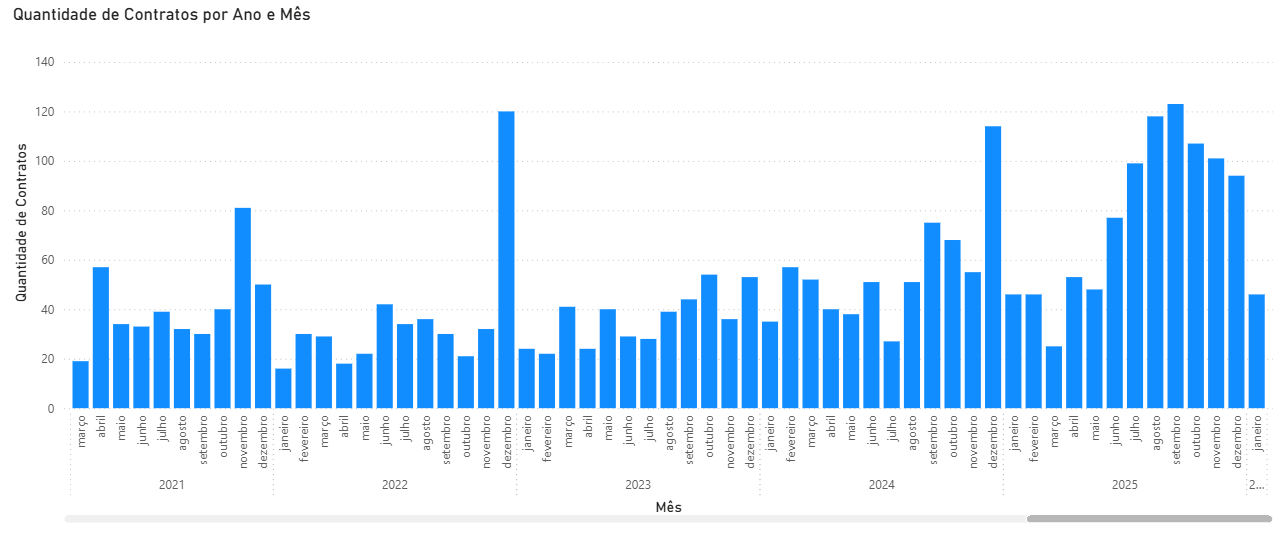 Quantidade de Contratos por Ano e Mês
Quantidade de Contratos
140
120
100
80
60
40
20
0
março abril maio junho julho agosto setembro outubro novembro dezembro janeiro fevereiro março abril maio junho julho agosto setembro outubro novembro dezembro janeiro fevereiro março abril maio junho julho agosto setembro outubro novembro dezembro janeiro fevereiro março abril maio junho julho agosto setembro outubro novembro dezembro janeiro fevereiro março abril maio junho julho agosto setembro outubro novembro dezembro janeiro
2021 2022 2023 2024 2025 2...
Mês